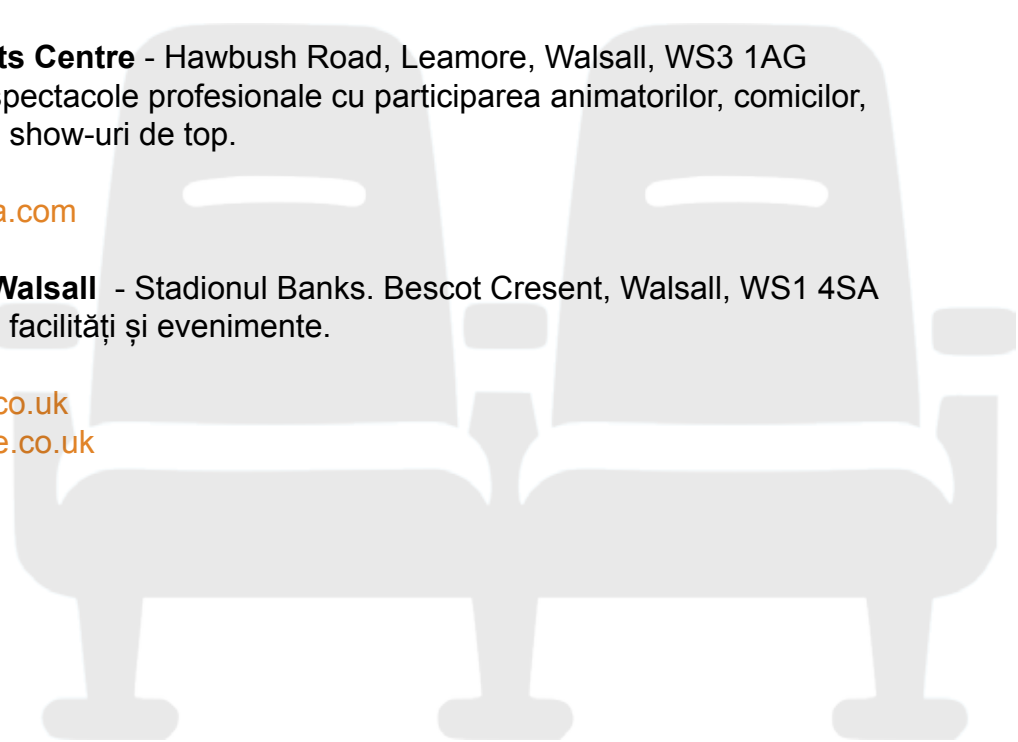 ts Centre - Hawbush Road, Leamore, Walsall, WS3 1AG
spectacole profesionale cu participarea animatorilor, comicilor,
show-uri de top.
a.com
Walsall - Stadionul Banks. Bescot Cresent, Walsall, WS1 4SA
facilități și evenimente.
co.uk
e.co.uk